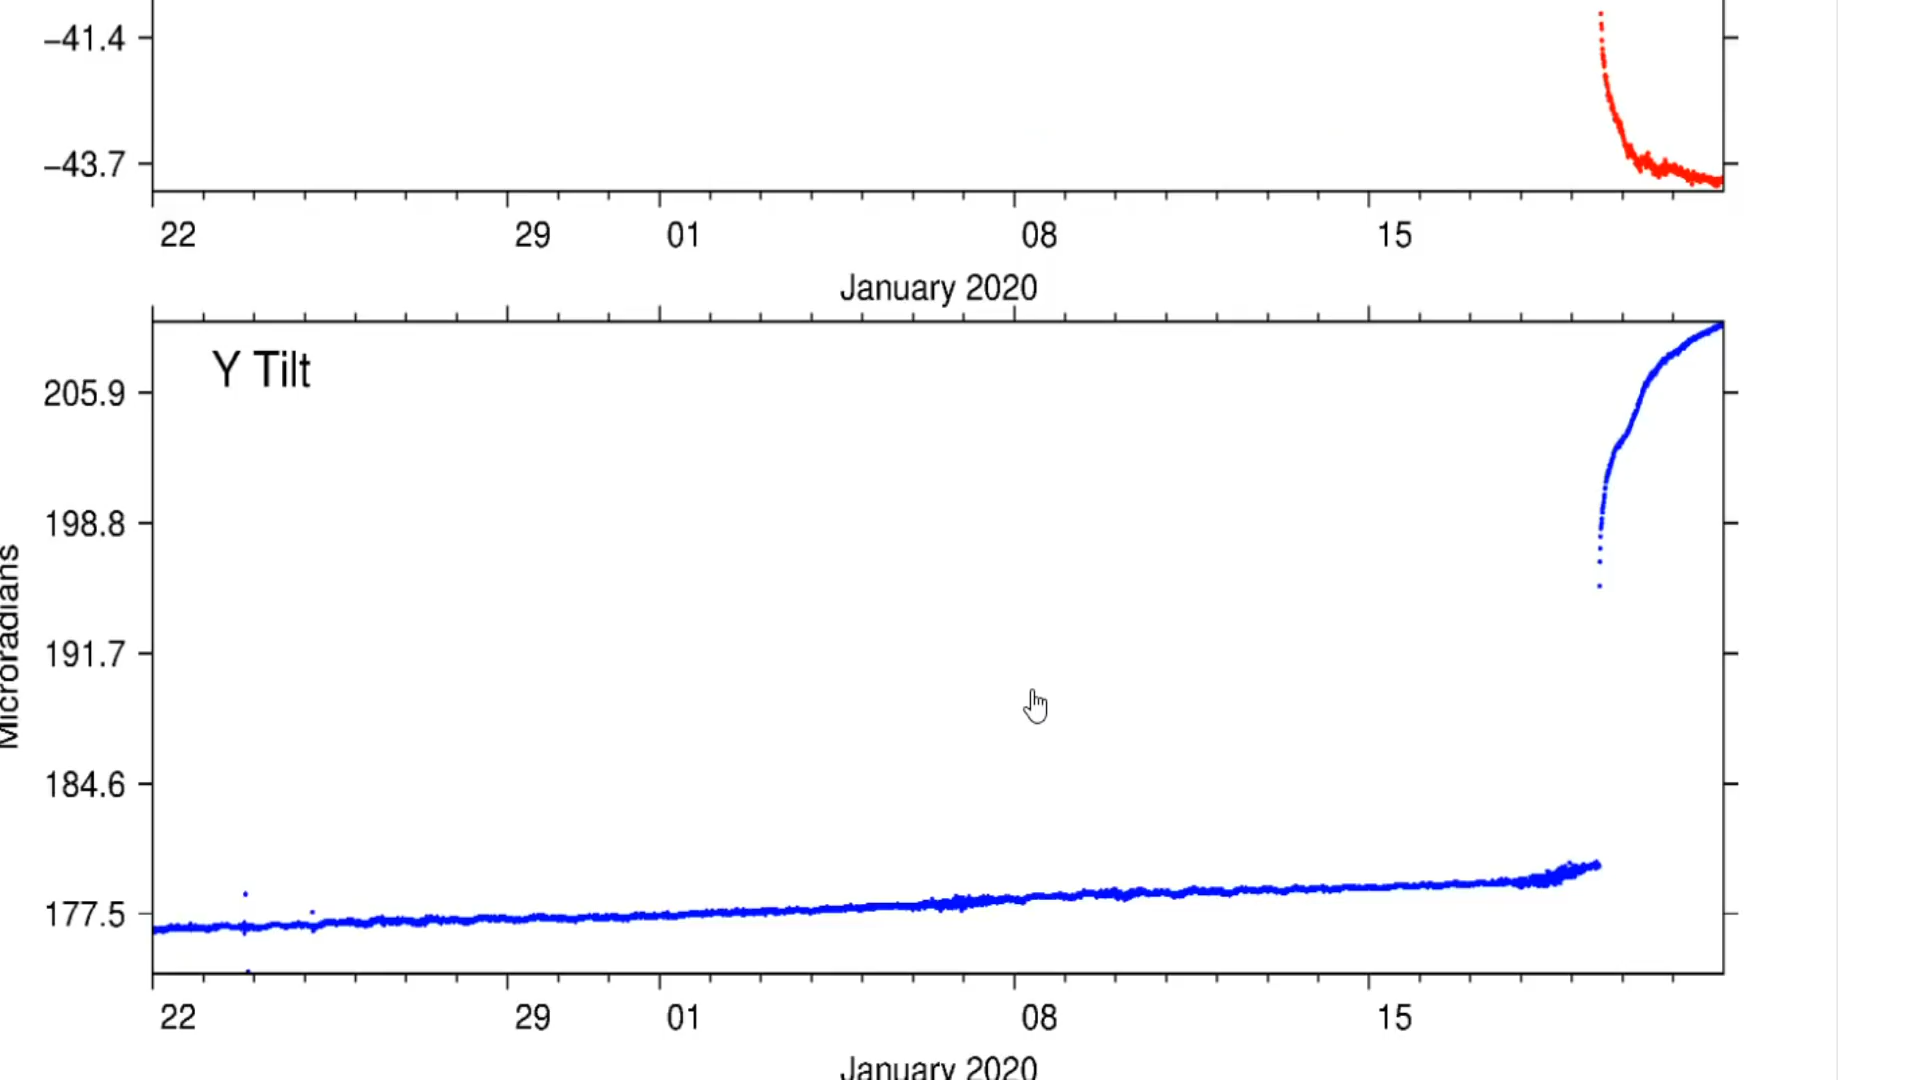 −41.4
−43.7
22 29 01 08 15
January 2020
Y Tilt
205.9
198.8
191.7
184.6
177.5
Microradians
22 29 01 08 15
January 2020